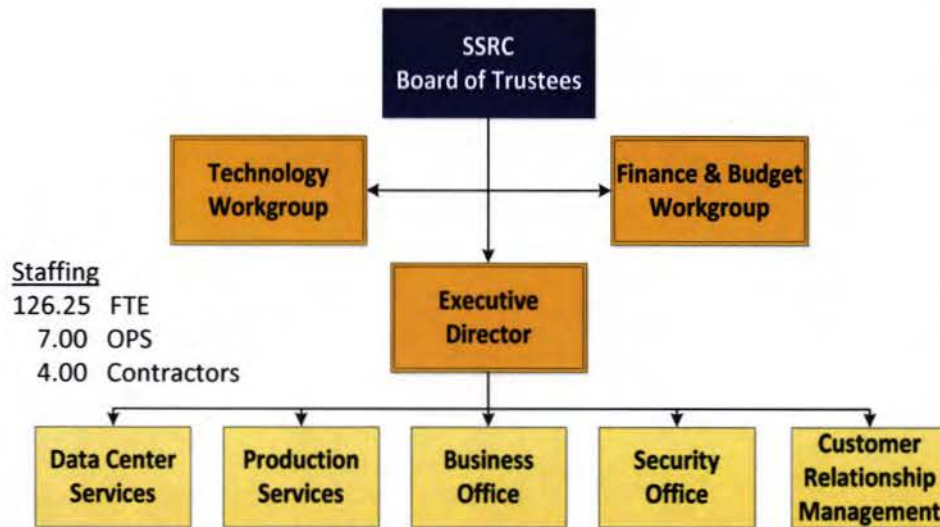 SSRC
Board of Trustees
Technology
Workgroup
Finance & Budget
Workgroup
Staffing
126.25 FTE
7.00 OPS
4.00 Contractors
Executive
Director
Data Center
Services
Production
Services
Business
Office
Security
Office
Customer
Relationship
Management